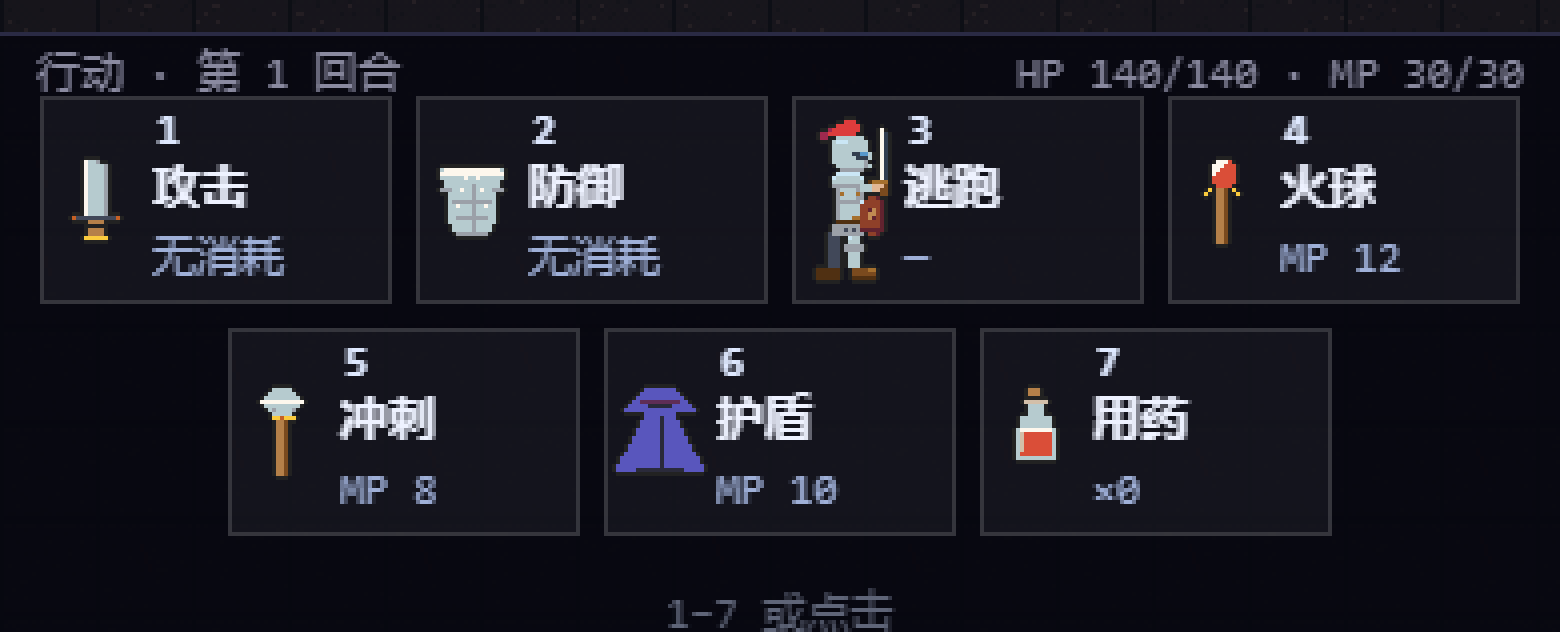 行动 · 第 1 回合
HP 140/140 · MP 30/30
1
攻击
无消耗
2
防御
无消耗
3
逃跑
—
4
火球
MP 12
5
冲刺
MP 8
6
护盾
MP 10
7
用药
×0
1-7 或点击